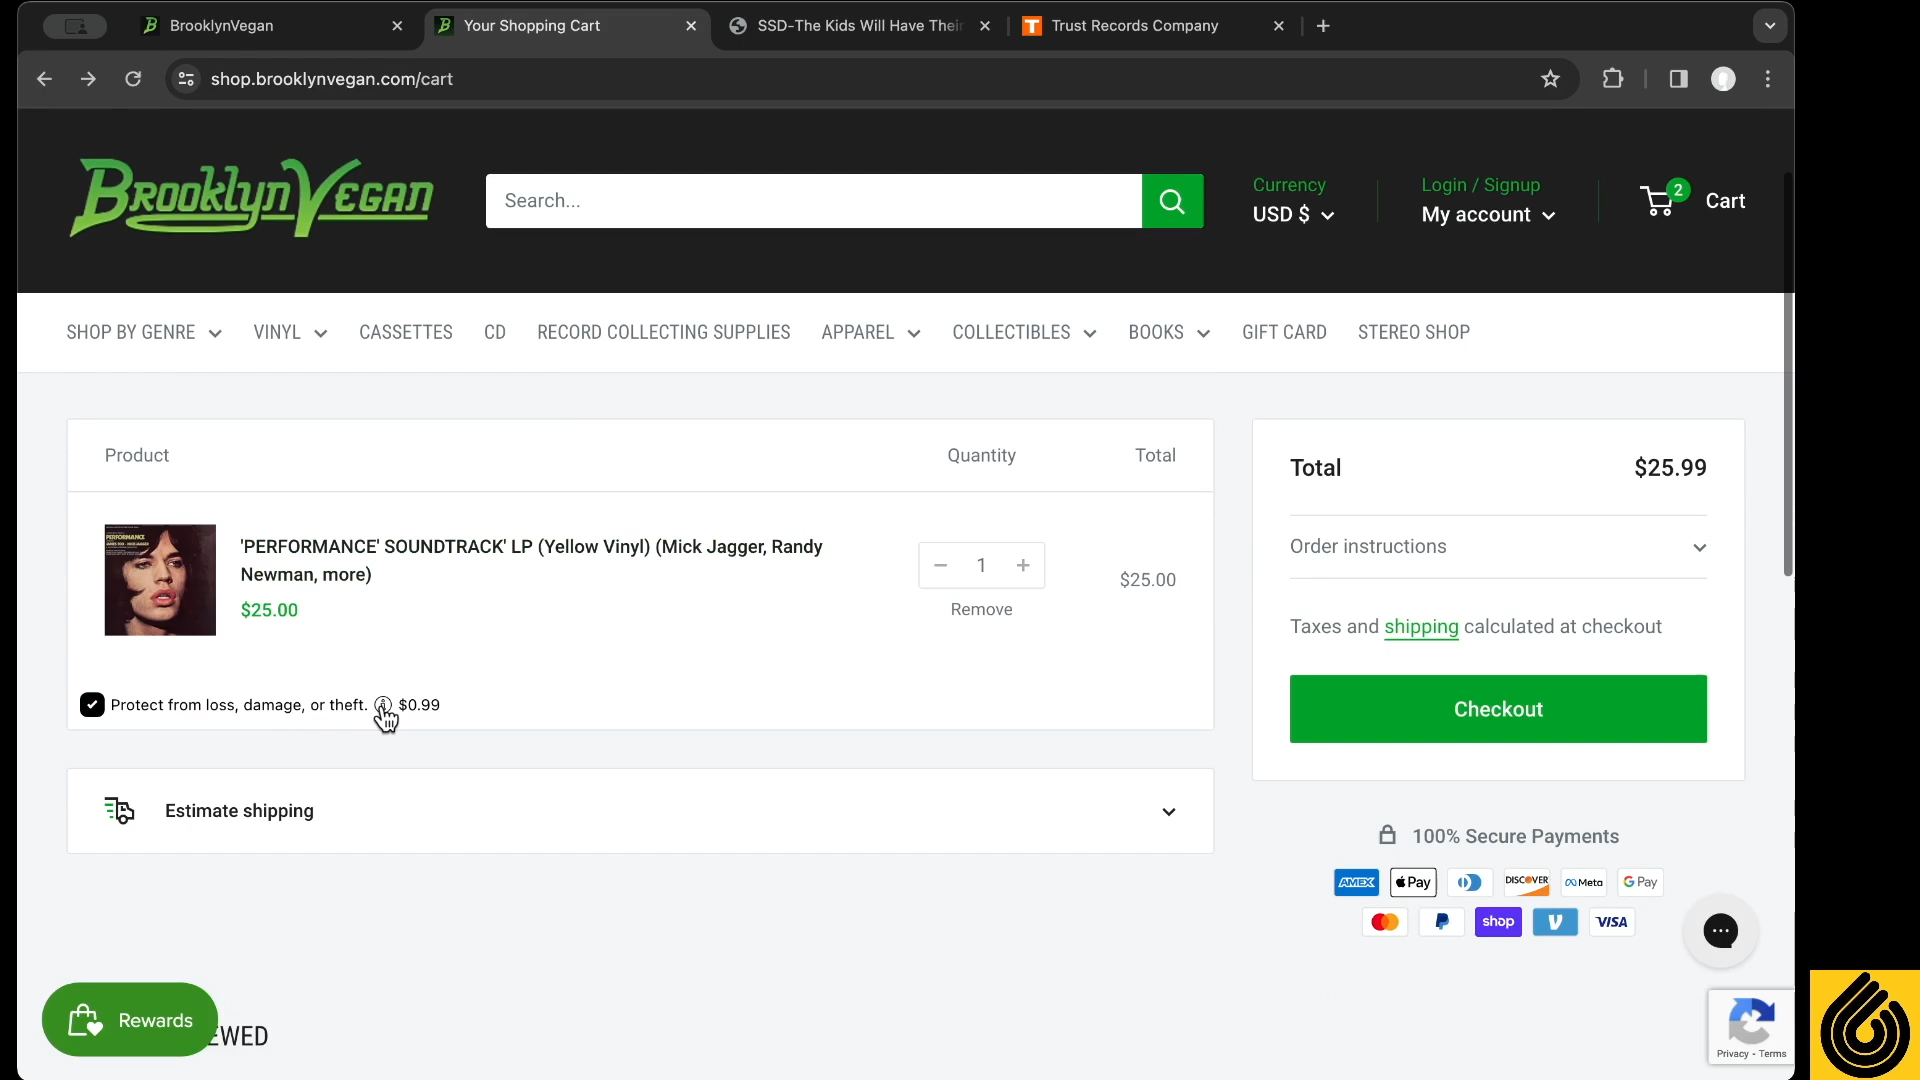 BrooklynVegan
Your Shopping Cart
SSD-The Kids Will Have Their
Trust Records Company
shop.brooklynvegan.com/cart
BrooklynVegan
Search...
Currency
USD $
Login / Signup
My account
2
Cart
SHOP BY GENRE
VINYL
CASSETTES
CD
RECORD COLLECTING SUPPLIES
APPAREL
COLLECTIBLES
BOOKS
GIFT CARD
STEREO SHOP
Product
Quantity
Total
PERFORMANCE
'PERFORMANCE' SOUNDTRACK' LP (Yellow Vinyl) (Mick Jagger, Randy
Newman, more)
$25.00
1
Remove
$25.00
Protect from loss, damage, or theft. $0.99
Estimate shipping
Total $25.99
Order instructions
Taxes and shipping calculated at checkout
Checkout
100% Secure Payments
AMEX
Pay
DISCOVER
Meta
G Pay
shop
VISA
Rewards
EWED
Privacy - Terms